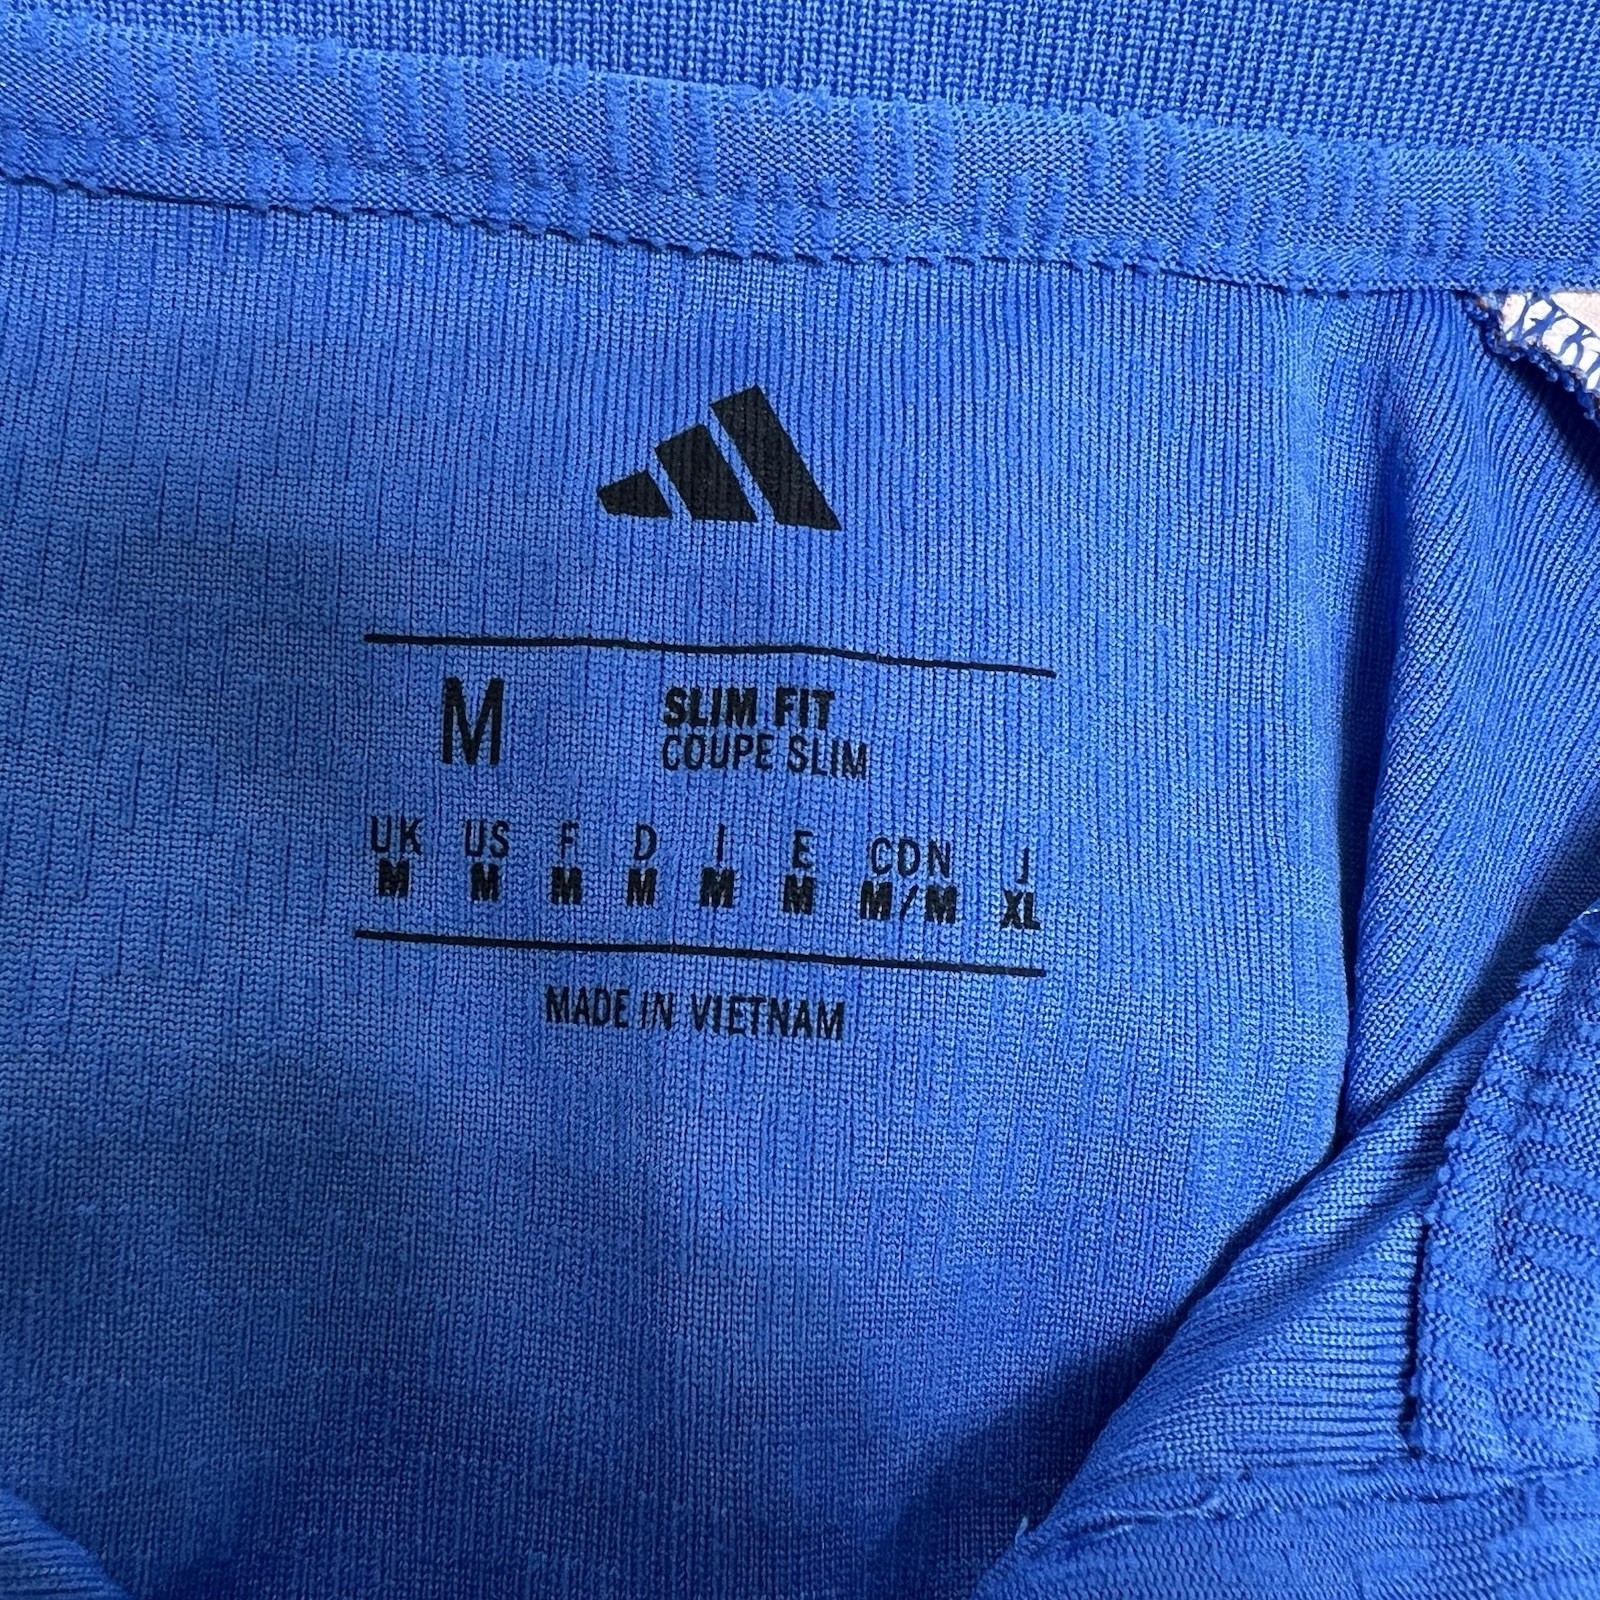 M SLIM FIT
COUPE SLIM
UK US F D I E CDN J
M M M M M M M/M XL
MADE IN VIETNAM